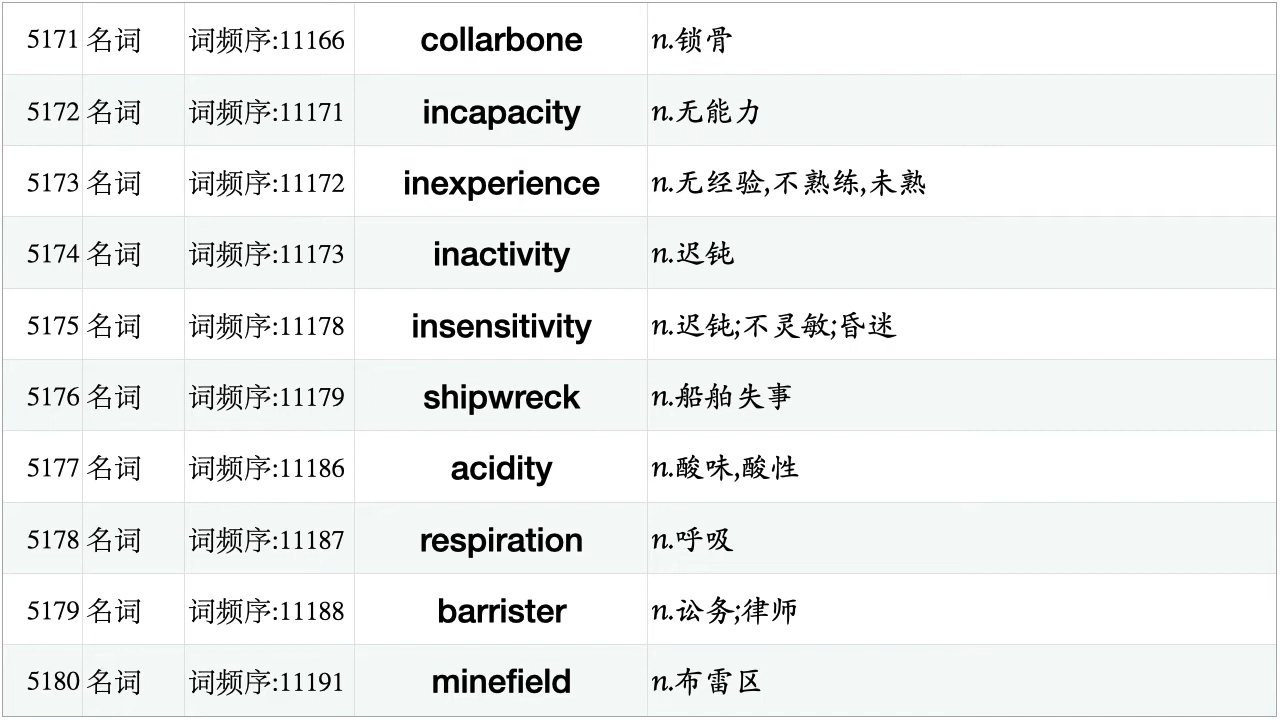 5171 名词 词频序:11166 collarbone n.锁骨
5172 名词 词频序:11171 incapacity n.无能力
5173 名词 词频序:11172 inexperience n.无经验,不熟练,未熟
5174 名词 词频序:11173 inactivity n.迟钝
5175 名词 词频序:11178 insensitivity n.迟钝;不灵敏;昏迷
5176 名词 词频序:11179 shipwreck n.船舶失事
5177 名词 词频序:11186 acidity n.酸味,酸性
5178 名词 词频序:11187 respiration n.呼吸
5179 名词 词频序:11188 barrister n.讼务;律师
5180 名词 词频序:11191 minefield n.布雷区